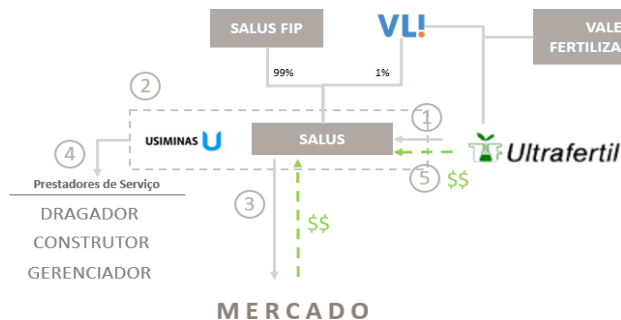 SALUS FIP
VL!
VALE
FERTILIZA
99%
1%
2
1
USIMINAS U
SALUS
4
Ultrafertil
5
$$
Prestadores de Serviço
3
$$
DRAGADOR
CONSTRUTOR
GERENCIADOR
MERCADO